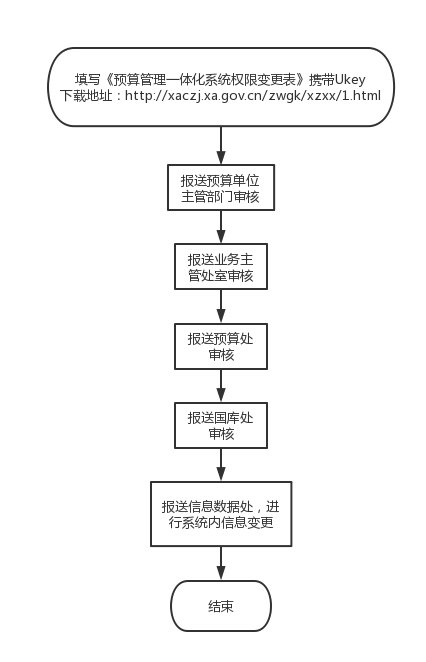 填写《预算管理一体化系统权限变更表》携带Ukey
下载地址：http://xaczj.xa.gov.cn/zwgk/xzxx/1.html
报送预算单位
主管部门审核
报送业务主
管处室审核
报送预算处
审核
报送国库处
审核
报送信息数据处，进
行系统内信息变更
结束